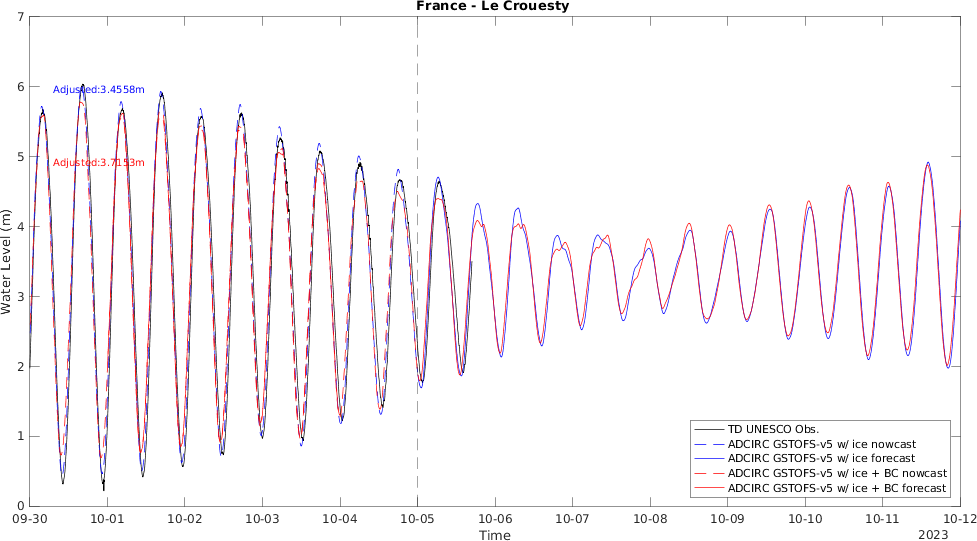 France - Le Crouesty
7
6
5
4
3
2
1
0
Water Level (m)
Adjusted:3.4558m
Adjusted:3.7153m
TD UNESCO Obs.
ADCIRC GSTOFS-v5 w/ ice nowcast
ADCIRC GSTOFS-v5 w/ ice forecast
ADCIRC GSTOFS-v5 w/ ice + BC nowcast
ADCIRC GSTOFS-v5 w/ ice + BC forecast
09-30 10-01 10-02 10-03 10-04 10-05 10-06 10-07 10-08 10-09 10-10 10-11 10-12
Time
2023